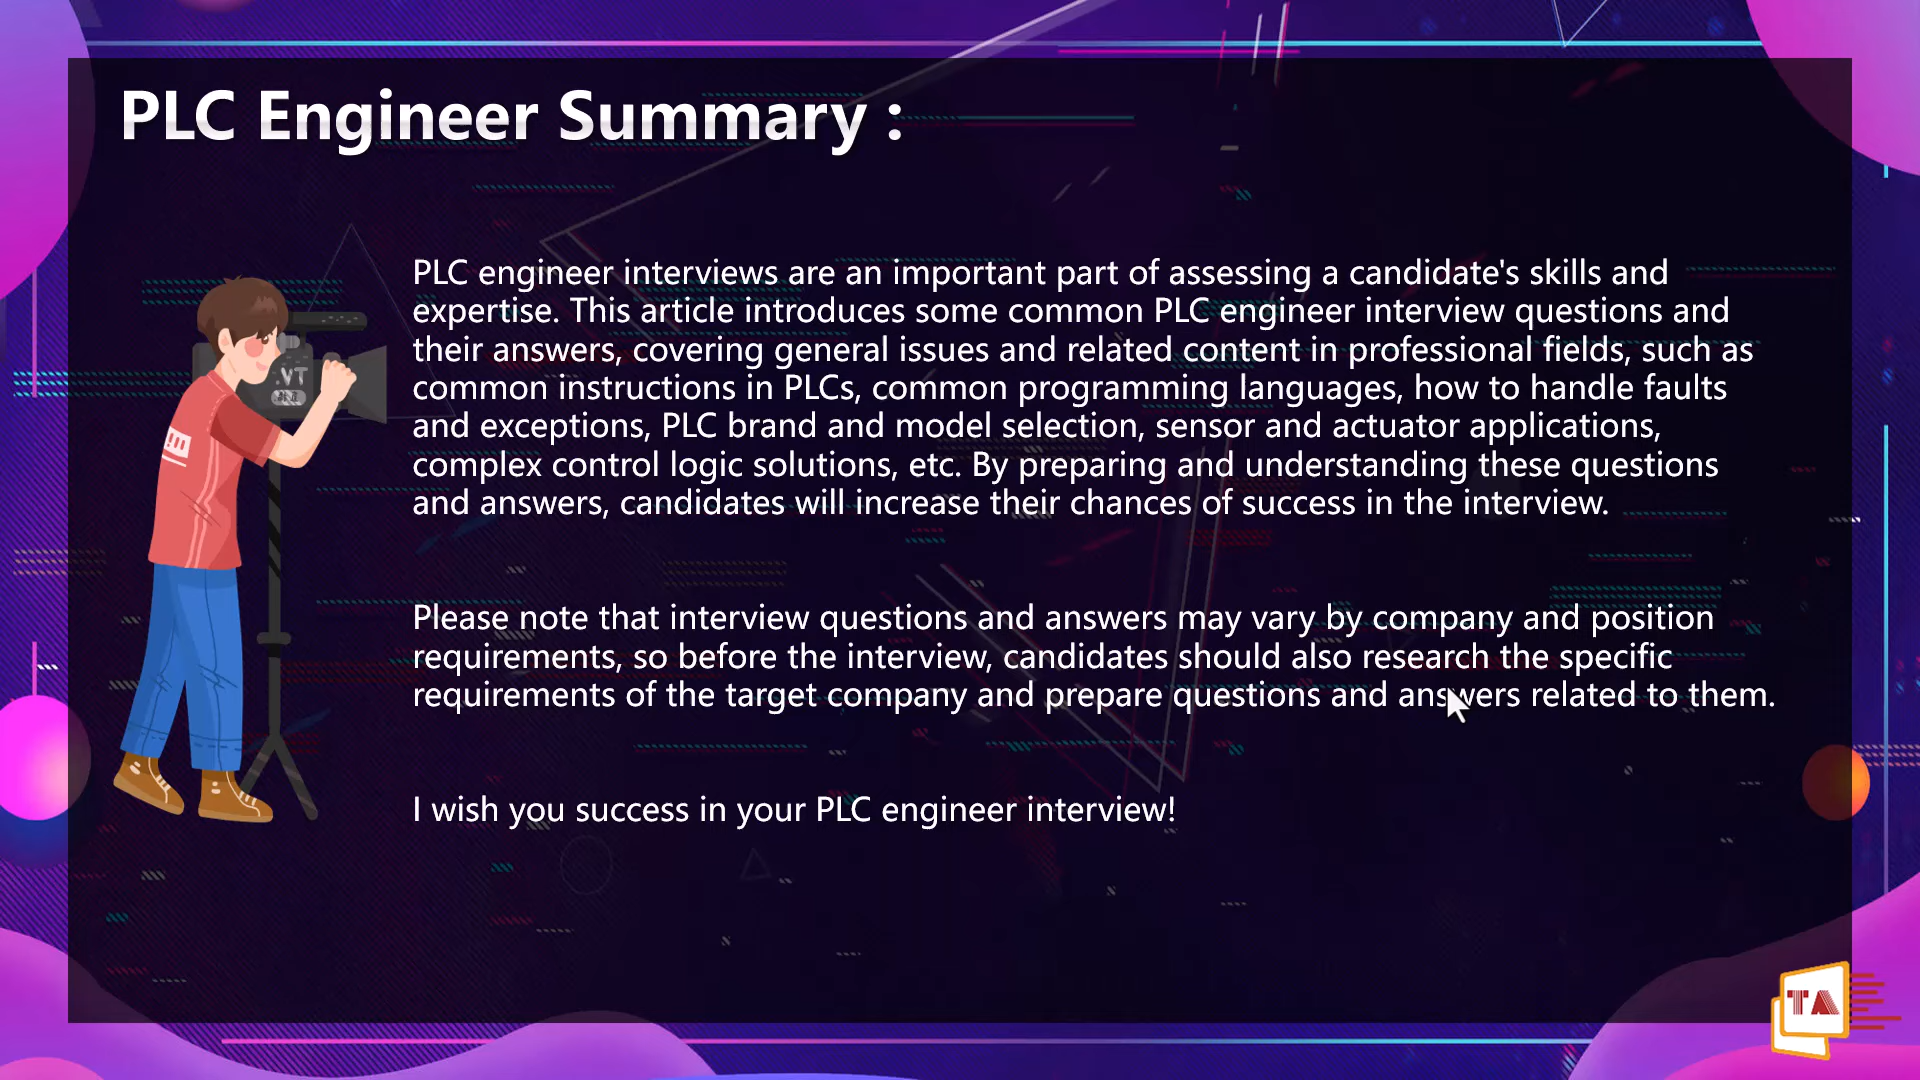 PLC Engineer Summary :
PLC engineer interviews are an important part of assessing a candidate's skills and
expertise. This article introduces some common PLC engineer interview questions and
their answers, covering general issues and related content in professional fields, such as
common instructions in PLCs, common programming languages, how to handle faults
and exceptions, PLC brand and model selection, sensor and actuator applications,
complex control logic solutions, etc. By preparing and understanding these questions
and answers, candidates will increase their chances of success in the interview.
Please note that interview questions and answers may vary by company and position
requirements, so before the interview, candidates should also research the specific
requirements of the target company and prepare questions and answers related to them.
I wish you success in your PLC engineer interview!
.VT
TA